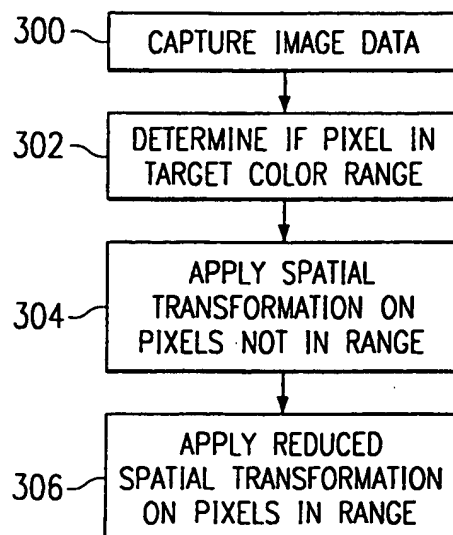 300
CAPTURE IMAGE DATA
302
DETERMINE IF PIXEL IN
TARGET COLOR RANGE
304
APPLY SPATIAL
TRANSFORMATION ON
PIXELS NOT IN RANGE
306
APPLY REDUCED
SPATIAL TRANSFORMATION
ON PIXELS IN RANGE